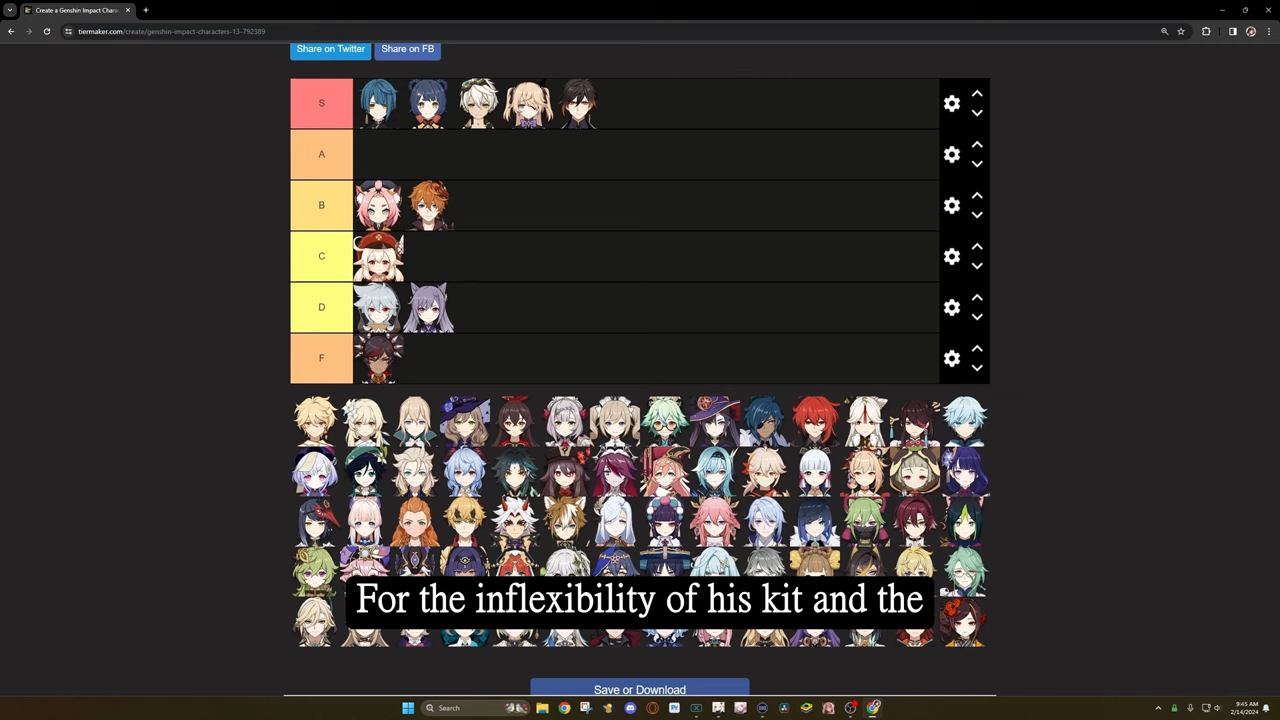 Create a Genshin Impact Chara
tiermaker.com/create/genshin-impact-characters-13-792389
Share on Twitter
Share on FB
S
A
B
C
D
F
For the inflexibility of his kit and the
Save or Download
Search
9:45 AM
2/14/2024